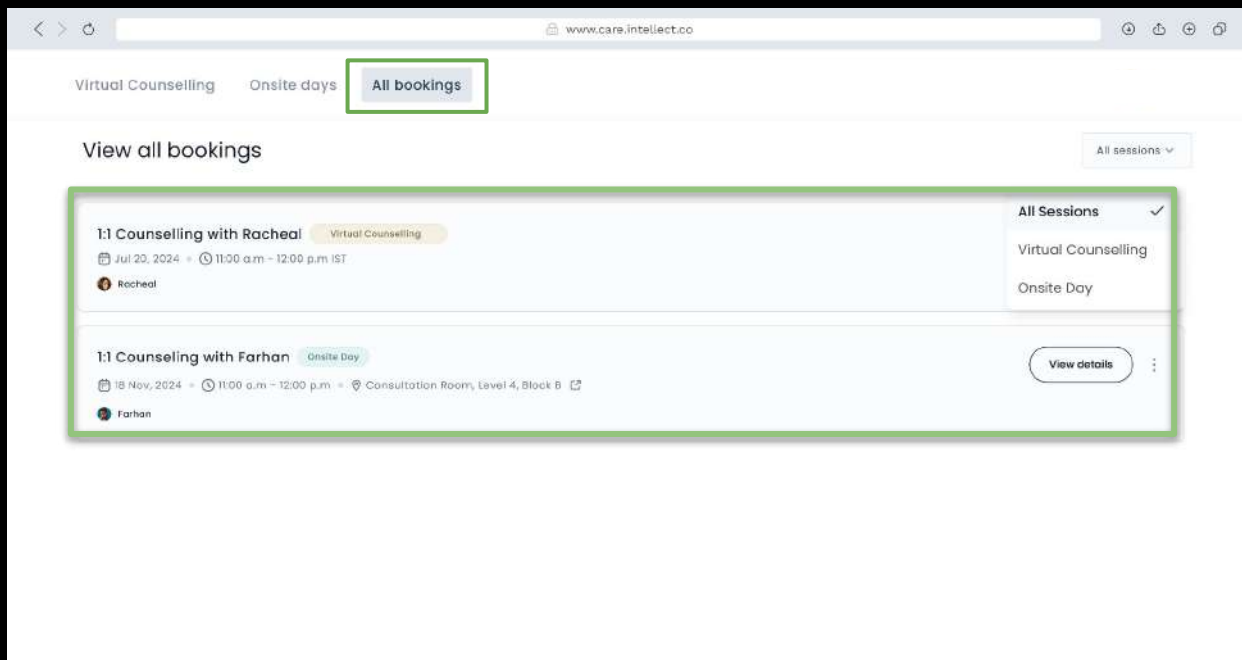 www.care.intellect.co
Virtual Counselling
Onsite days
All bookings
View all bookings
All sessions
All Sessions
Virtual Counselling
Onsite Day
1:1 Counselling with Racheal
Virtual Counselling
Jul 20, 2024
11:00 a.m - 12:00 p.m IST
Racheal
1:1 Counseling with Farhan
Onsite Day
18 Nov, 2024
11:00 a.m - 12:00 p.m
Consultation Room, Level 4, Block B
Farhan
View details